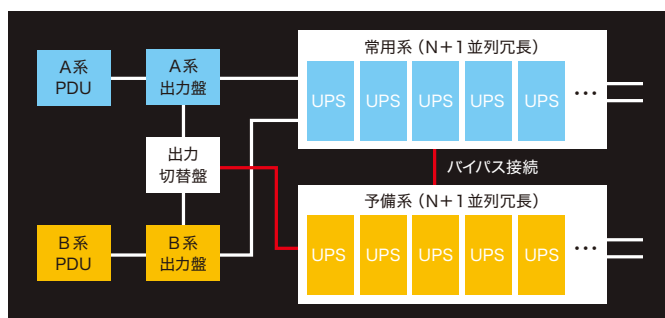 A系
PDU
A系
出力盤
出力
切替盤
B系
PDU
B系
出力盤
常用系（N＋1並列冗長）
UPS UPS UPS UPS UPS …
バイパス接続
予備系（N＋1並列冗長）
UPS UPS UPS UPS UPS …